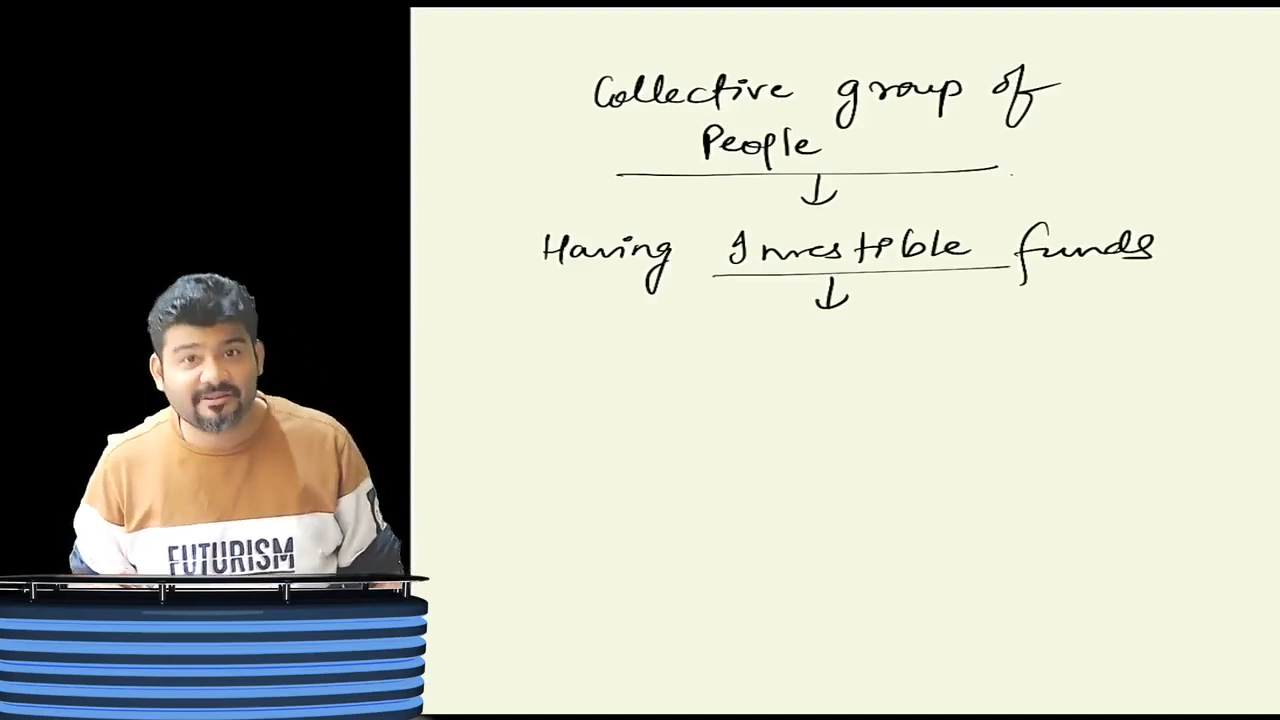 Collective group of
People
↓
Having Investible funds
↓
FUTURISM